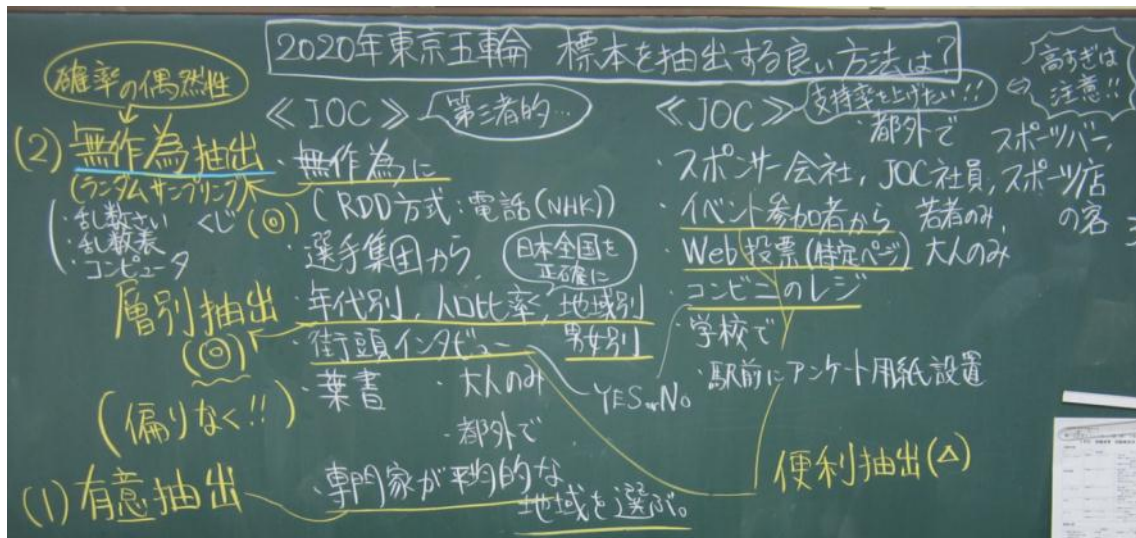 2020年東京五輪 標本を抽出する良い方法は?
確率の偶然性
(2) 無作為抽出
(ランダムサンプリング)
・乱数さい くじ
・乱数表
・コンピュータ
(◎)
層別抽出
(◎)
(偏りなく!!)
(1) 有意抽出
≪IOC≫ 第三者的…
・無作為に
(RDD方式:電話(NHK))
・選手集団から
日本全国を
正確に
・年代別、人口比率、地域別
・街頭インタビュー 男女別
・葉書 ・大人のみ
・都外で
・専門家が平均的な
地域を選ぶ。
YES or No
≪JOC≫ 支持率を上げたい!!
⇔ 高すぎは
注意!!
・都外で
・スポンサー会社, JOC社員, スポーツ店
スポーツバー,
の客
・イベント参加者から 若者のみ,
・Web投票(特定ページ) 大人のみ
・コンビニのレジ
・学校で
・駅前にアンケート用紙設置
便利抽出(△)